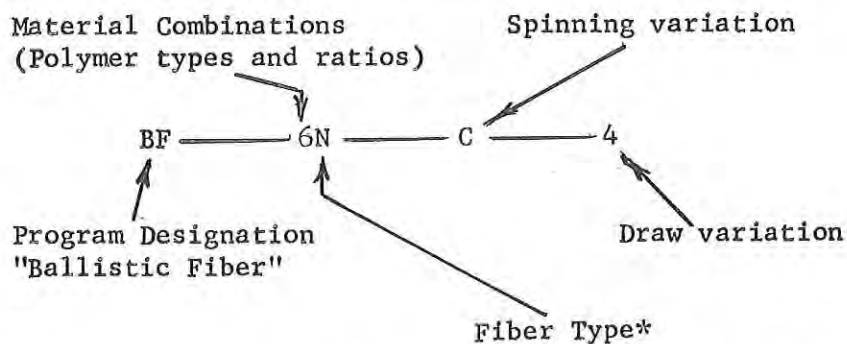 Material Combinations
(Polymer types and ratios)
Spinning variation
BF 6N C 4
Program Designation
"Ballistic Fiber"
Draw variation
Fiber Type*